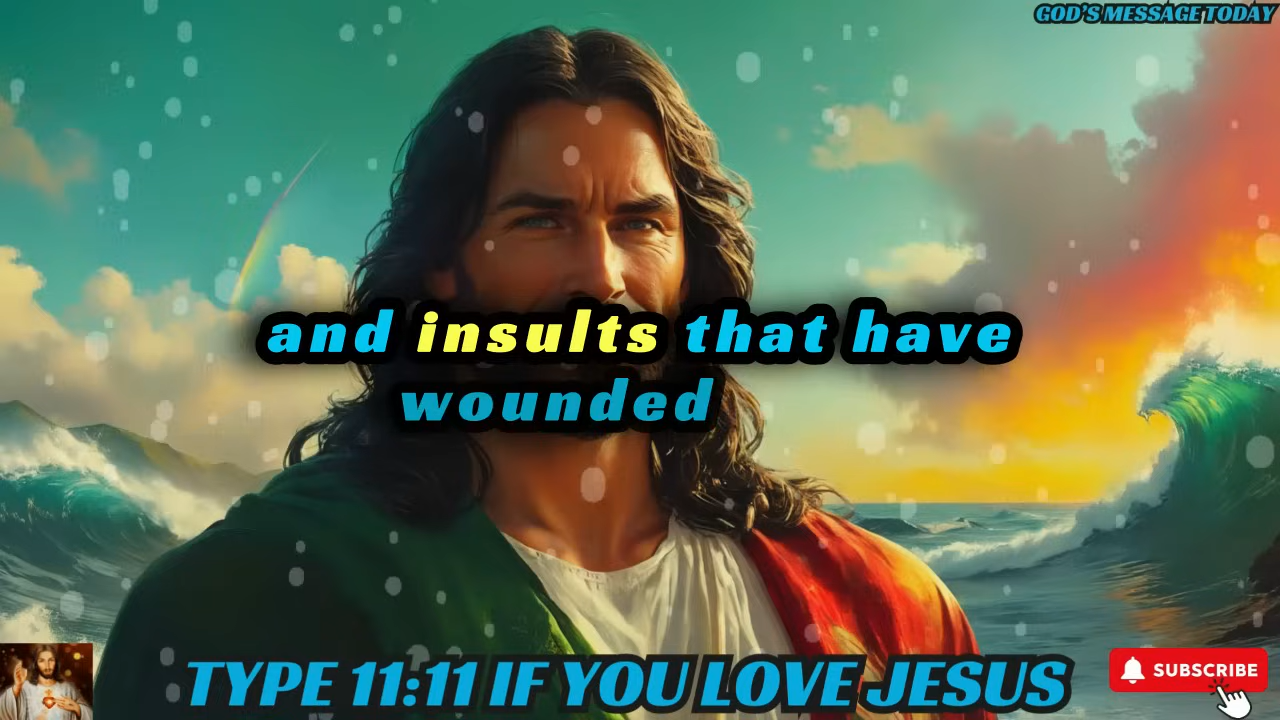 GOD'S MESSAGE TODAY
and insults that have
wounded
TYPE 11:11 IF YOU LOVE JESUS
SUBSCRIBE